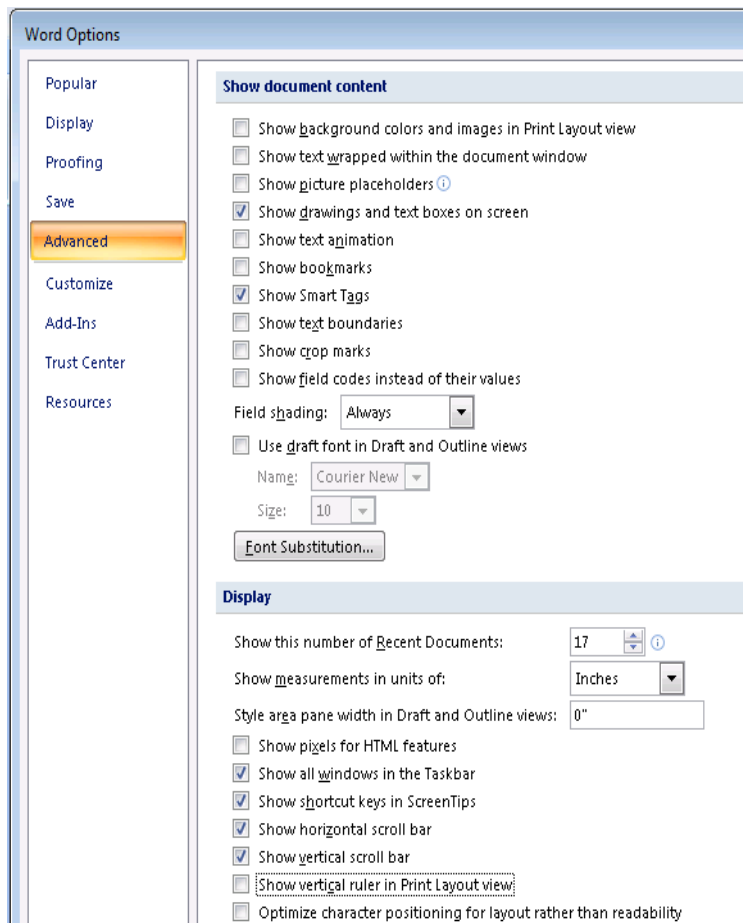 Word Options
Popular
Display
Proofing
Save
Advanced
Customize
Add-Ins
Trust Center
Resources
Show document content
Show background colors and images in Print Layout view
Show text wrapped within the document window
Show picture placeholders
Show drawings and text boxes on screen
Show text animation
Show bookmarks
Show Smart Tags
Show text boundaries
Show crop marks
Show field codes instead of their values
Field shading: Always
Use draft font in Draft and Outline views
Name: Courier New
Size: 10
Font Substitution...
Display
Show this number of Recent Documents: 17
Show measurements in units of: Inches
Style area pane width in Draft and Outline views: 0"
Show pixels for HTML features
Show all windows in the Taskbar
Show shortcut keys in ScreenTips
Show horizontal scroll bar
Show vertical scroll bar
Show vertical ruler in Print Layout view
Optimize character positioning for layout rather than readability